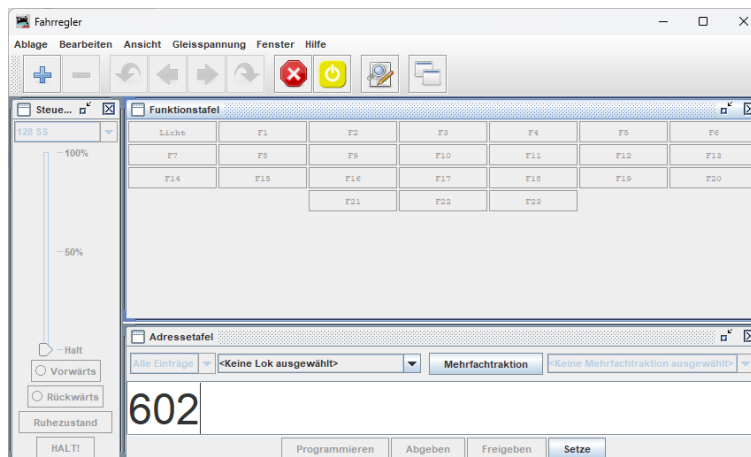 Fahrregler
Ablage Bearbeiten Ansicht Gleisspannung Fenster Hilfe
Steue...
128 SS
100%
50%
Halt
Vorwärts
Rückwärts
Ruhezustand
HALT!
Funktionstafel
Licht F1 F2 F3 F4 F5 F6
F7 F8 F9 F10 F11 F12 F13
F14 F15 F16 F17 F18 F19 F20
F21 F22 F23
Adressetafel
Alle Einträge <Keine Lok ausgewählt> Mehrfachtraktion <Keine Mehrfachtraktion ausgewählt>
602
Programmieren Abgeben Freigeben Setze